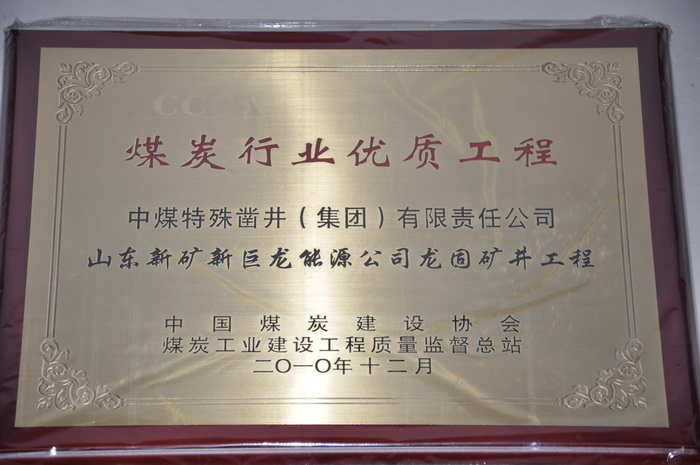 煤炭行业优质工程
中煤特殊凿井（集团）有限责任公司
山东新矿新巨龙能源公司龙固矿井工程
中国煤炭建设协会
煤炭工业建设工程质量监督总站
二〇一〇年十二月